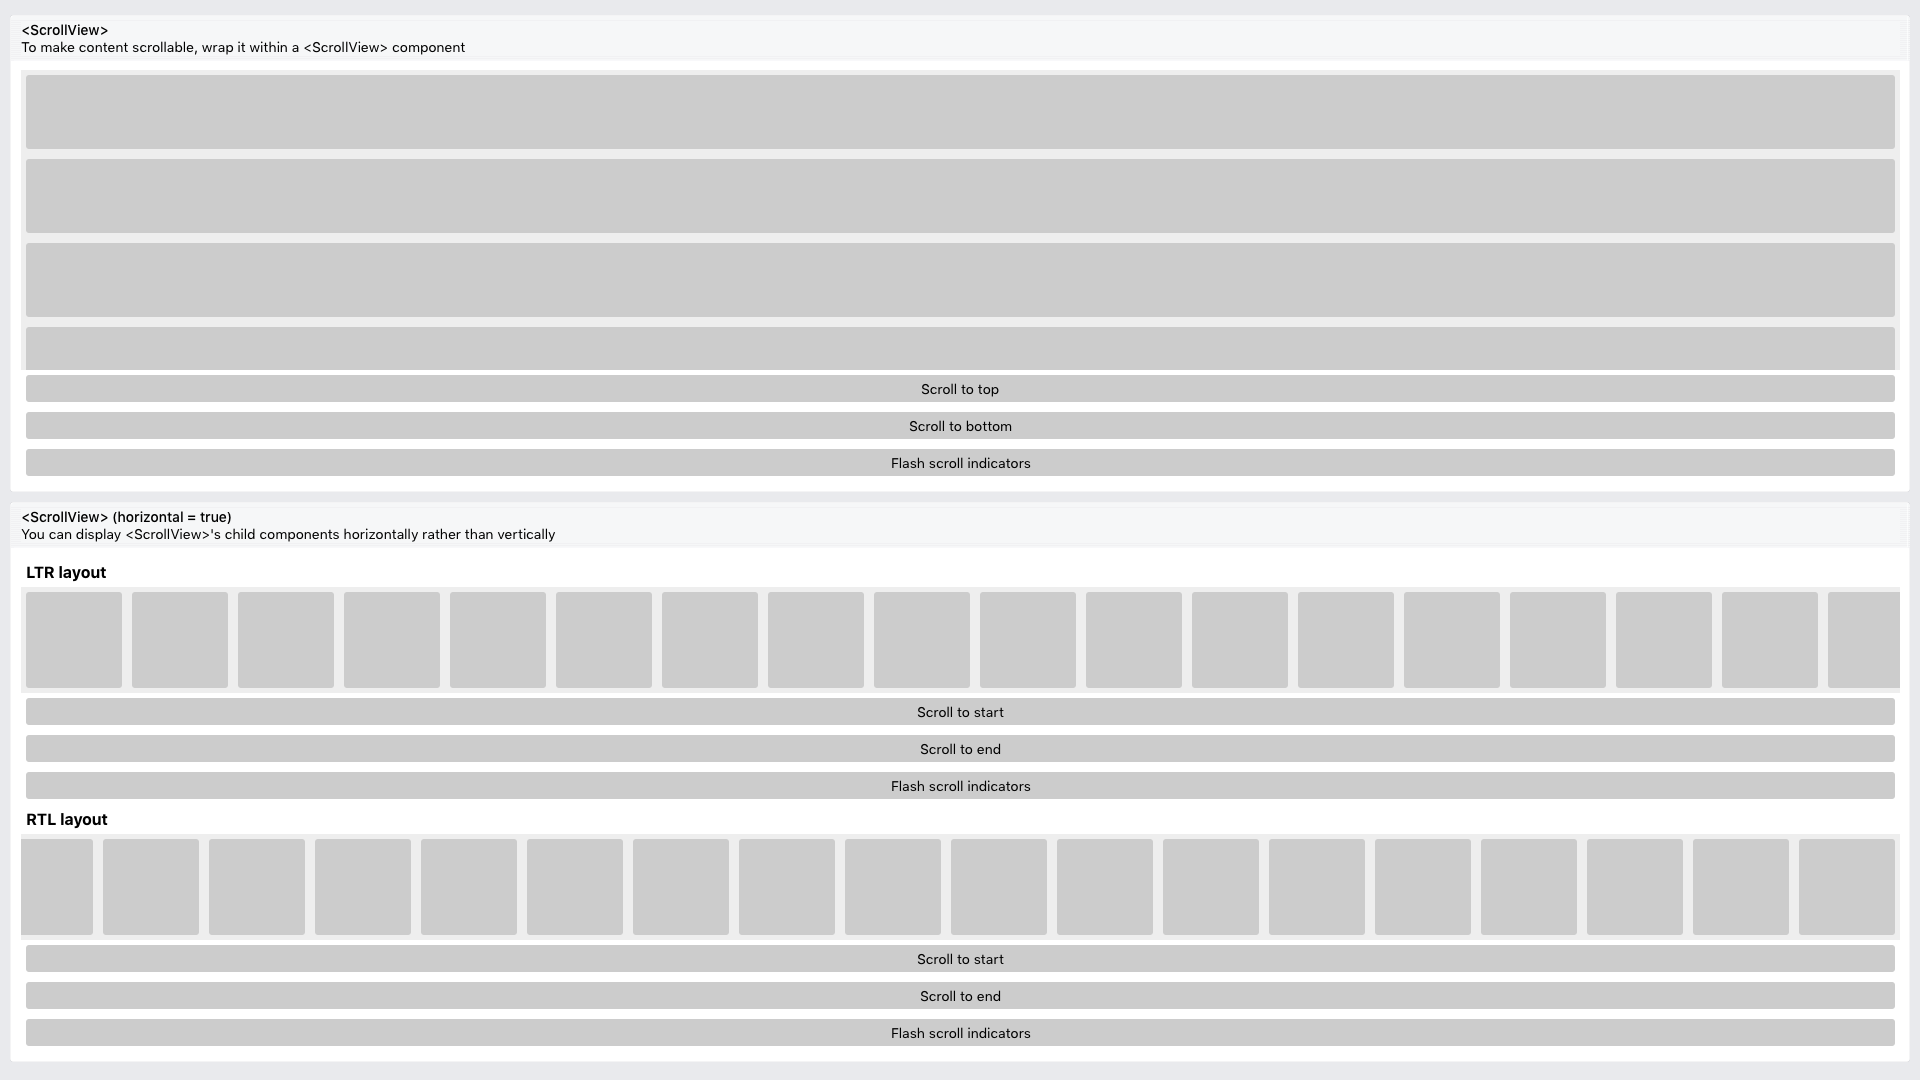 <ScrollView>
To make content scrollable, wrap it within a <ScrollView> component
Scroll to top
Scroll to bottom
Flash scroll indicators
<ScrollView> (horizontal = true)
You can display <ScrollView>'s child components horizontally rather than vertically
LTR layout
Scroll to start
Scroll to end
Flash scroll indicators
RTL layout
Scroll to start
Scroll to end
Flash scroll indicators